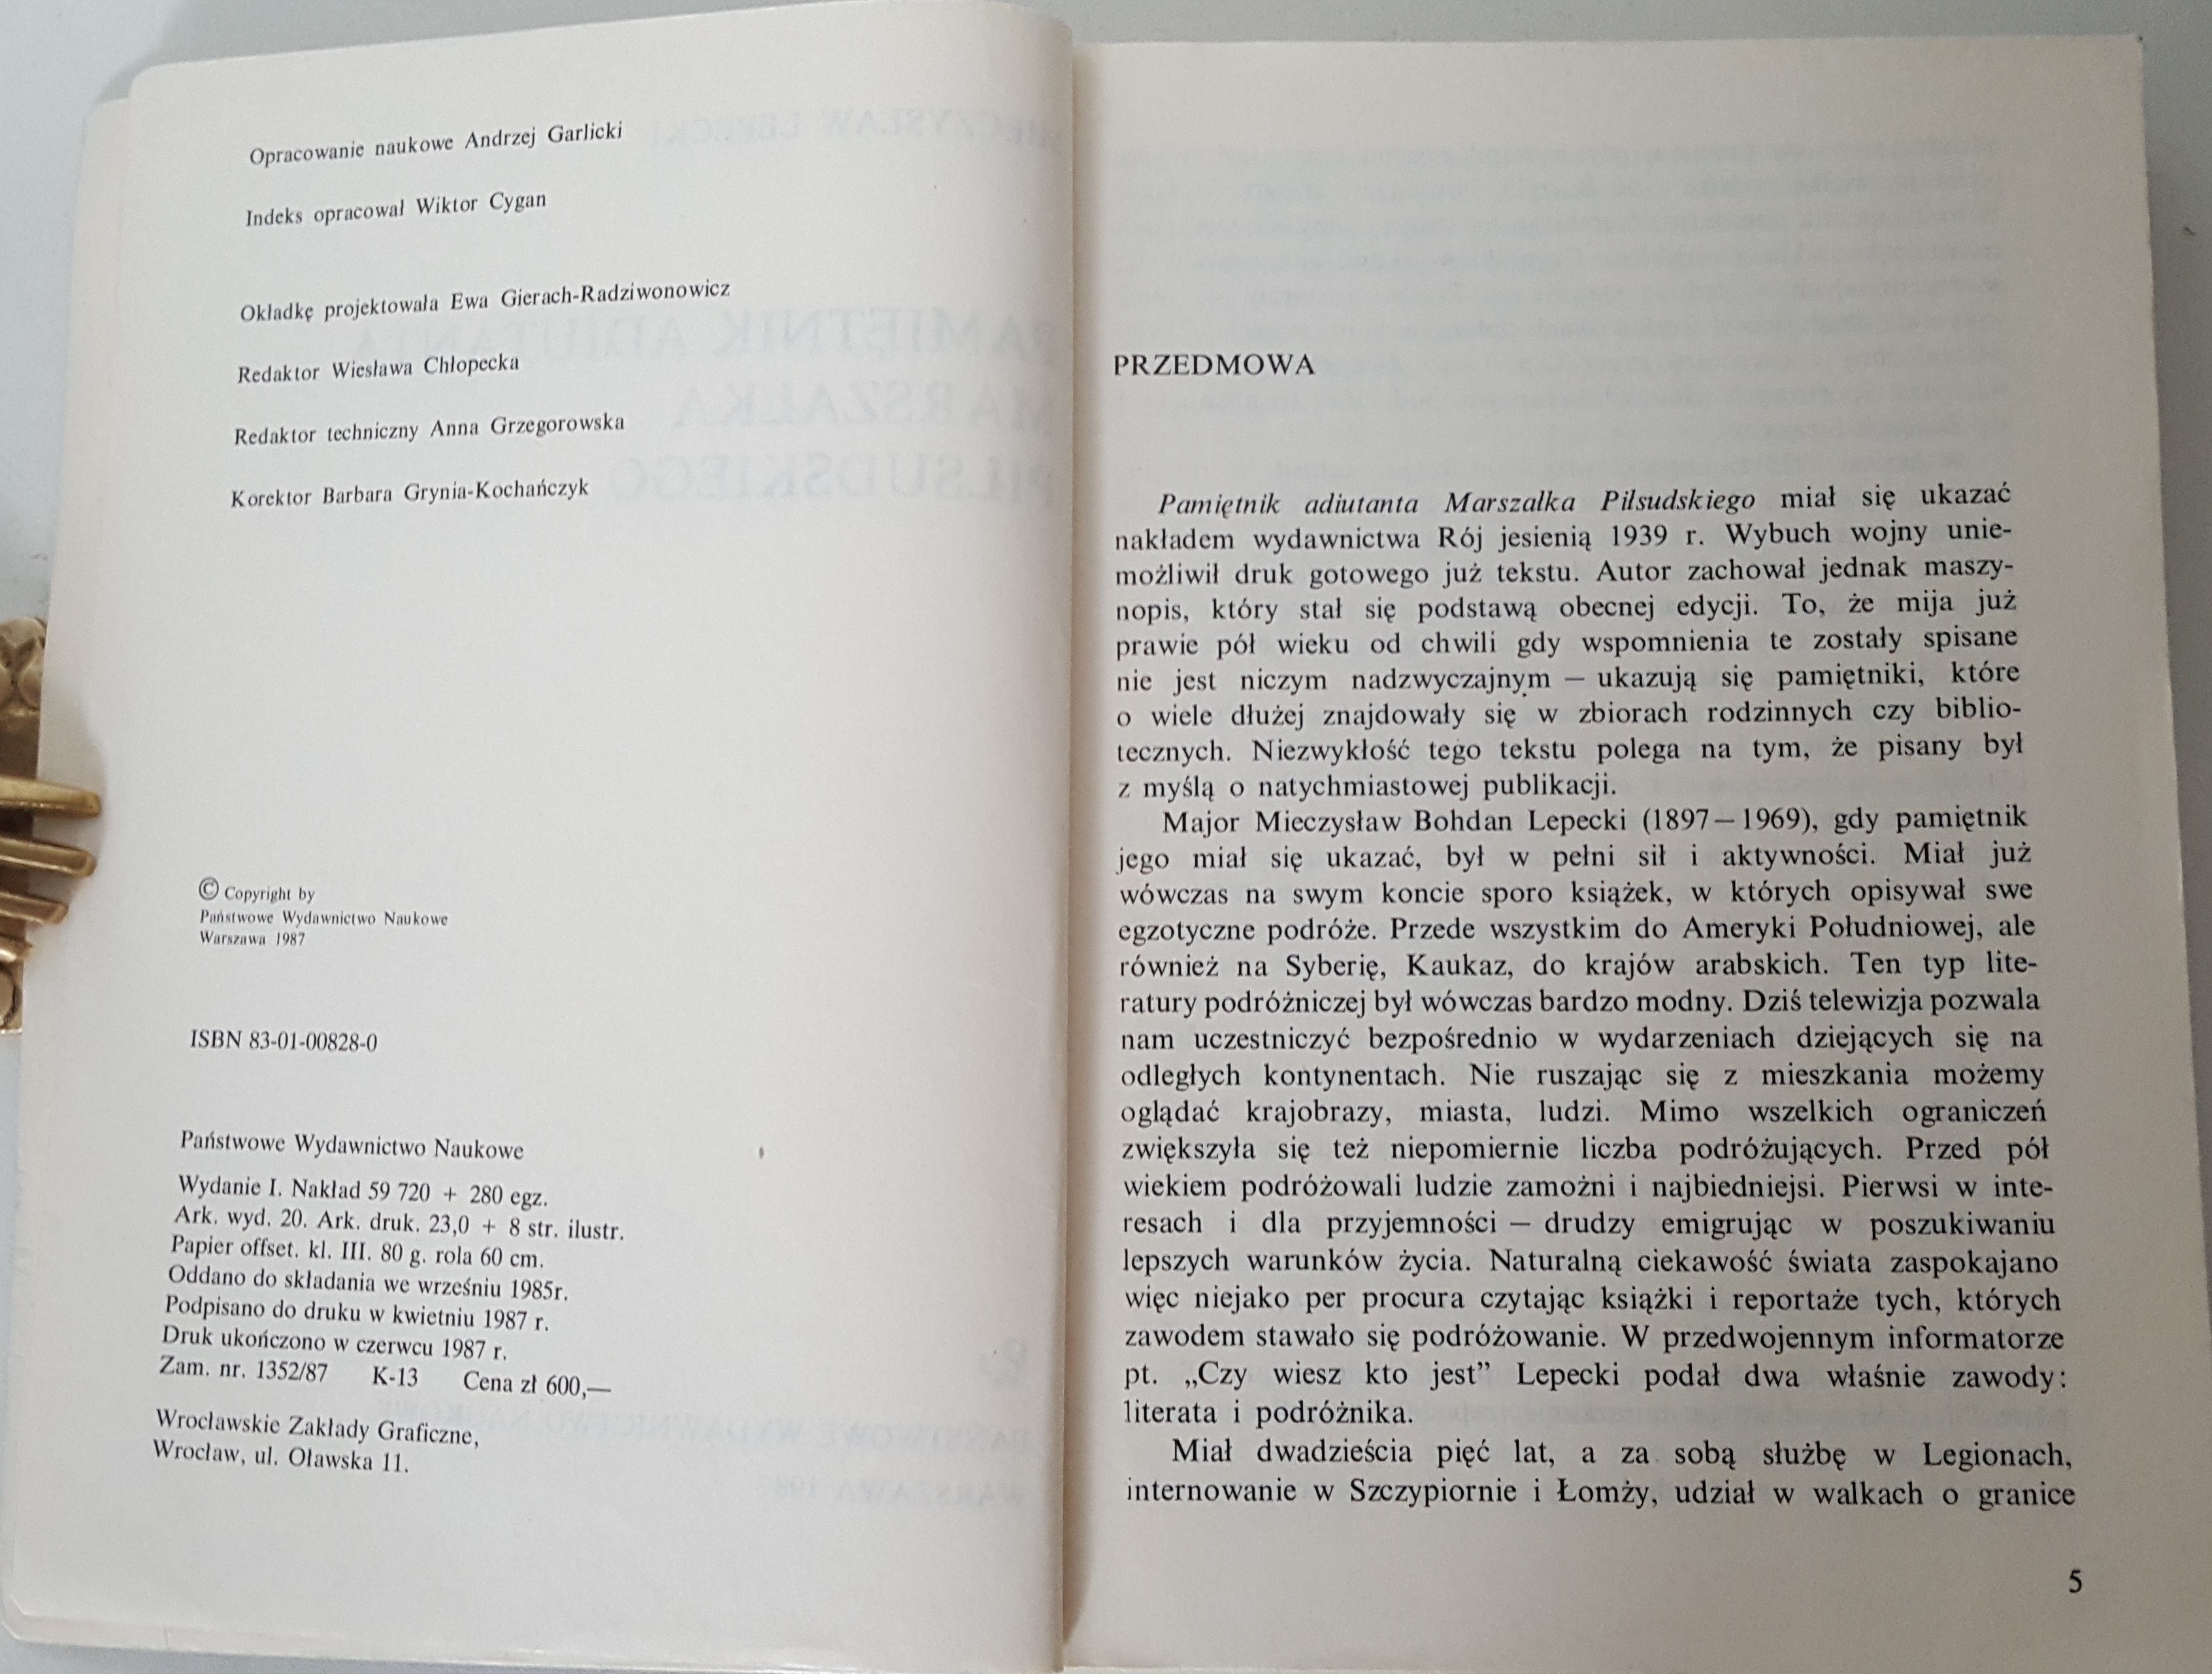 Opracowanie naukowe Andrzej Garlicki
Indeks opracował Wiktor Cygan
Okładkę projektowała Ewa Gierach-Radziwonowicz
Redaktor Wiesława Chłopecka
Redaktor techniczny Anna Grzegorowska
Korektor Barbara Grynia-Kochańczyk
© Copyright by
Państwowe Wydawnictwo Naukowe
Warszawa 1987
ISBN 83-01-00828-0
Państwowe Wydawnictwo Naukowe
Wydanie I. Nakład 59 720 + 280 egz.
Ark. wyd. 20. Ark. druk. 23,0 + 8 str. ilustr.
Papier offset. kl. III. 80 g. rola 60 cm.
Oddano do składania we wrześniu 1985r.
Podpisano do druku w kwietniu 1987 r.
Druk ukończono w czerwcu 1987 r.
Zam. nr. 1352/87 K-13 Cena zł 600,—
Wrocławskie Zakłady Graficzne,
Wrocław, ul. Oławska 11.
PRZEDMOWA
Pamiętnik adiutanta Marszałka Piłsudskiego miał się ukazać
nakładem wydawnictwa Rój jesienią 1939 r. Wybuch wojny unie-
możliwił druk gotowego już tekstu. Autor zachował jednak maszy-
nopis, który stał się podstawą obecnej edycji. To, że mija już
prawie pół wieku od chwili gdy wspomnienia te zostały spisane
nie jest niczym nadzwyczajnym — ukazują się pamiętniki, które
o wiele dłużej znajdowały się w zbiorach rodzinnych czy biblio-
tecznych. Niezwykłość tego tekstu polega na tym, że pisany był
z myślą o natychmiastowej publikacji.
Major Mieczysław Bohdan Lepecki (1897—1969), gdy pamiętnik
jego miał się ukazać, był w pełni sił i aktywności. Miał już
wówczas na swym koncie sporo książek, w których opisywał swe
egzotyczne podróże. Przede wszystkim do Ameryki Południowej, ale
również na Syberię, Kaukaz, do krajów arabskich. Ten typ lite-
ratury podróżniczej był wówczas bardzo modny. Dziś telewizja pozwala
nam uczestniczyć bezpośrednio w wydarzeniach dziejących się na
odległych kontynentach. Nie ruszając się z mieszkania możemy
oglądać krajobrazy, miasta, ludzi. Mimo wszelkich ograniczeń
zwiększyła się też niepomiernie liczba podróżujących. Przed pół
wiekiem podróżowali ludzie zamożni i najbiedniejsi. Pierwsi w inte-
resach i dla przyjemności — drudzy emigrując w poszukiwaniu
lepszych warunków życia. Naturalną ciekawość świata zaspokajano
więc niejako per procura czytając książki i reportaże tych, których
zawodem stawało się podróżowanie. W przedwojennym informatorze
pt. „Czy wiesz kto jest” Lepecki podał dwa właśnie zawody:
literata i podróżnika.
Miał dwadzieścia pięć lat, a za sobą służbę w Legionach,
internowanie w Szczypiornie i Łomży, udział w walkach o granice
5